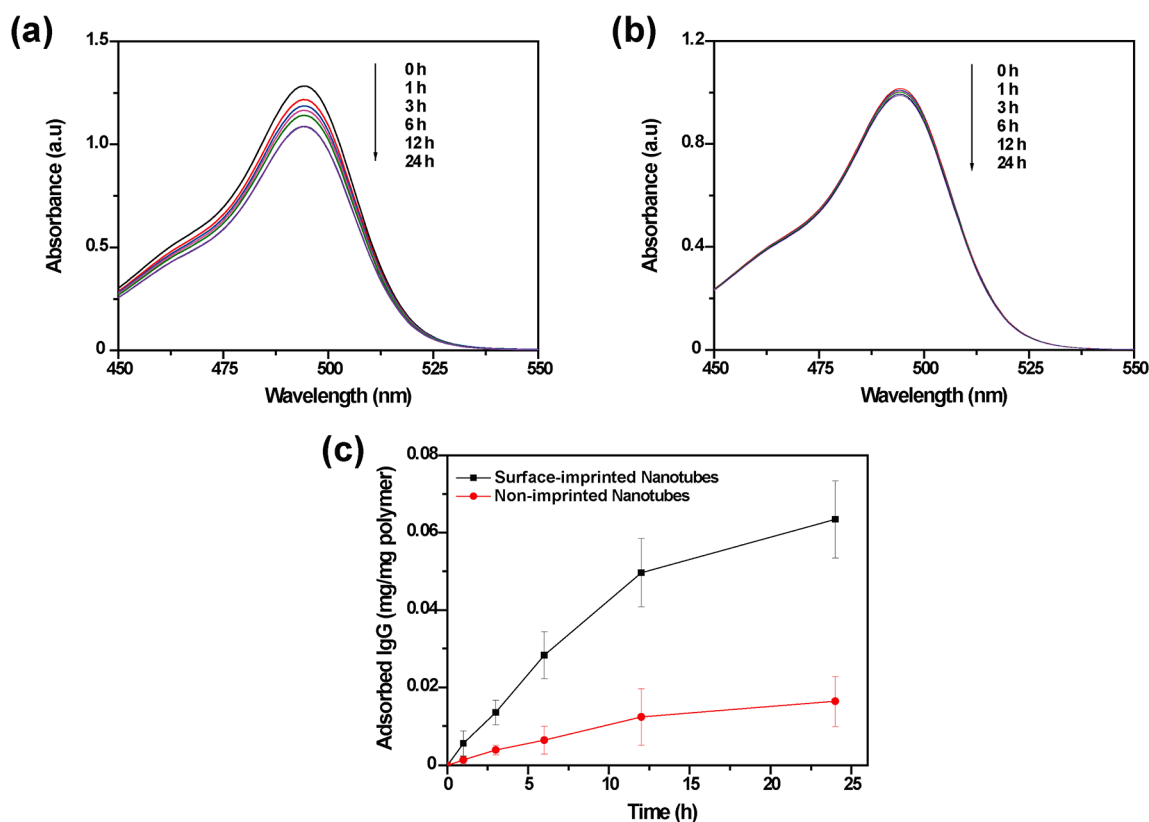 (a)
1.5
1.0
0.5
0
Absorbance (a.u)
0 h
1 h
3 h
6 h
12 h
24 h
450
475
500
525
550
Wavelength (nm)
(b)
1.2
0.8
0.4
0
Absorbance (a.u)
0 h
1 h
3 h
6 h
12 h
24 h
450
475
500
525
550
Wavelength (nm)
(c)
0.08
0.06
0.04
0.02
0
Adsorbed IgG (mg/mg polymer)
Surface-imprinted Nanotubes
Non-imprinted Nanotubes
0
5
10
15
20
25
Time (h)